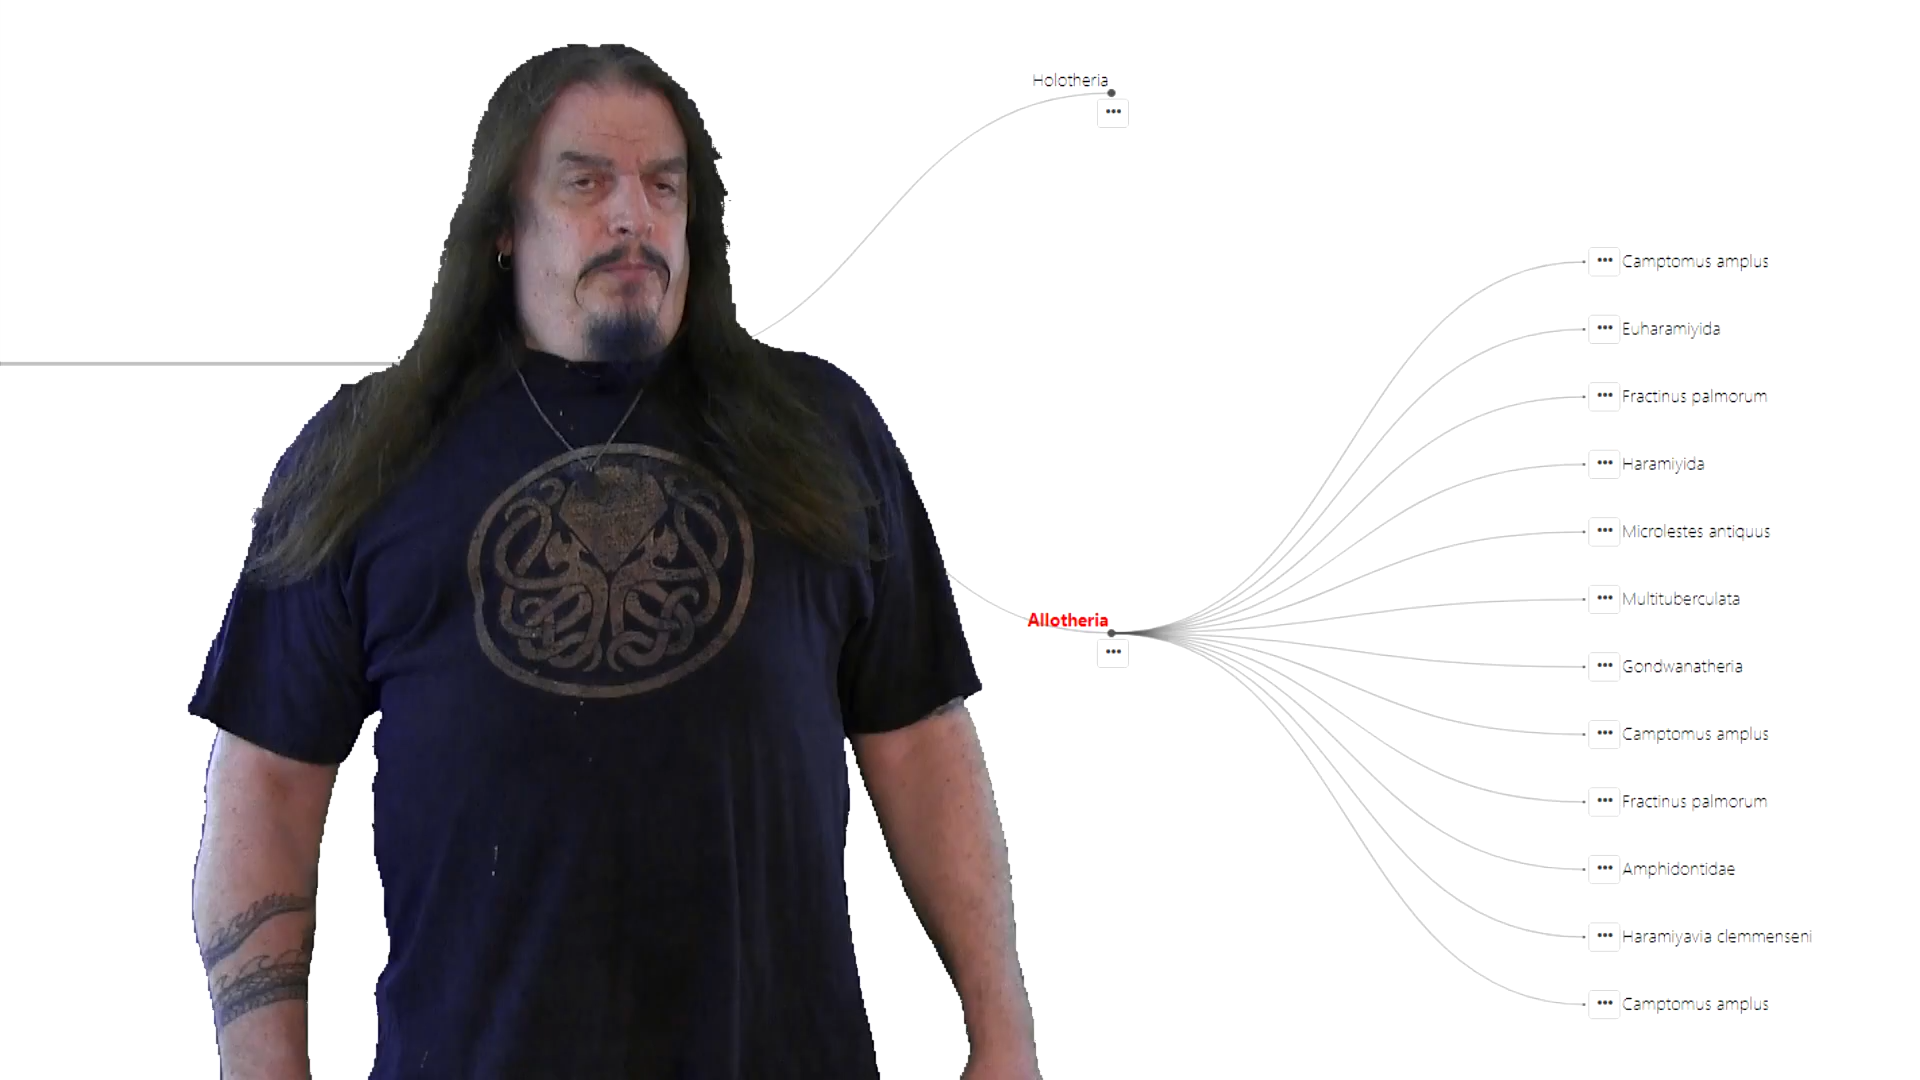 Holotheria
Allotheria
Camptomus amplus
Euharamiyida
Fractinus palmorum
Haramiyida
Microlestes antiquus
Multituberculata
Gondwanatheria
Camptomus amplus
Fractinus palmorum
Amphidontidae
Haramiyavia clemmenseni
Camptomus amplus